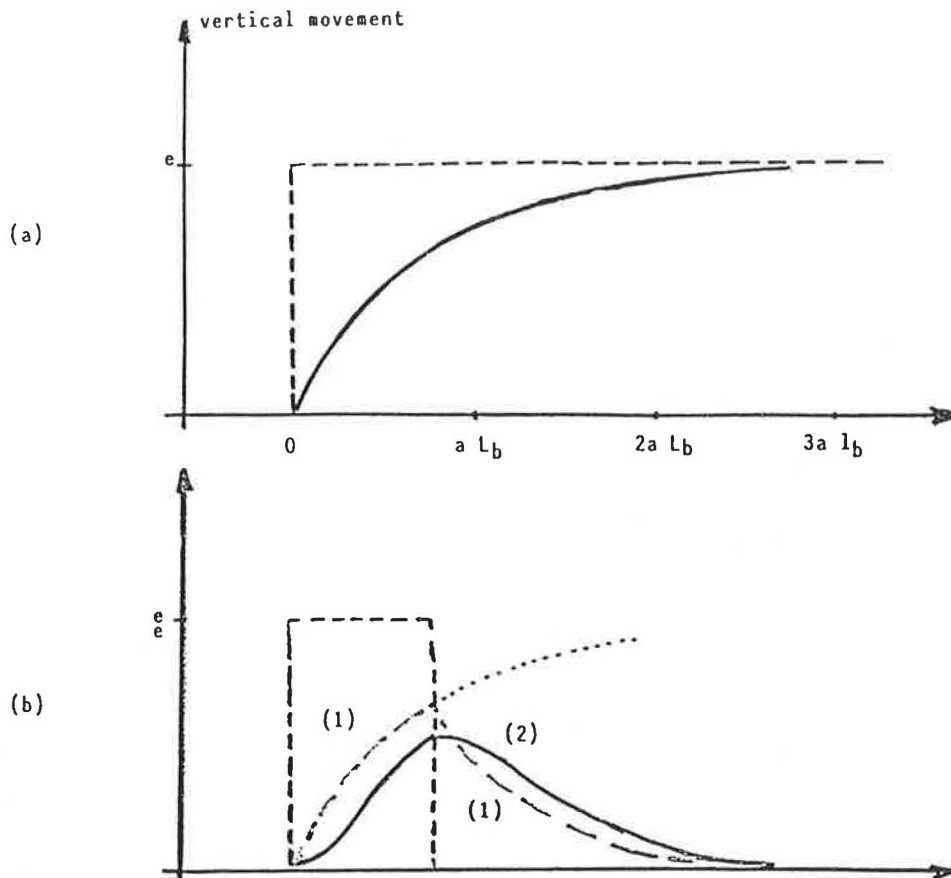 vertical movement
e
(a)
0 a L_b 2a L_b 3a l_b
e
e
(b)
(1)
(2)
(1)